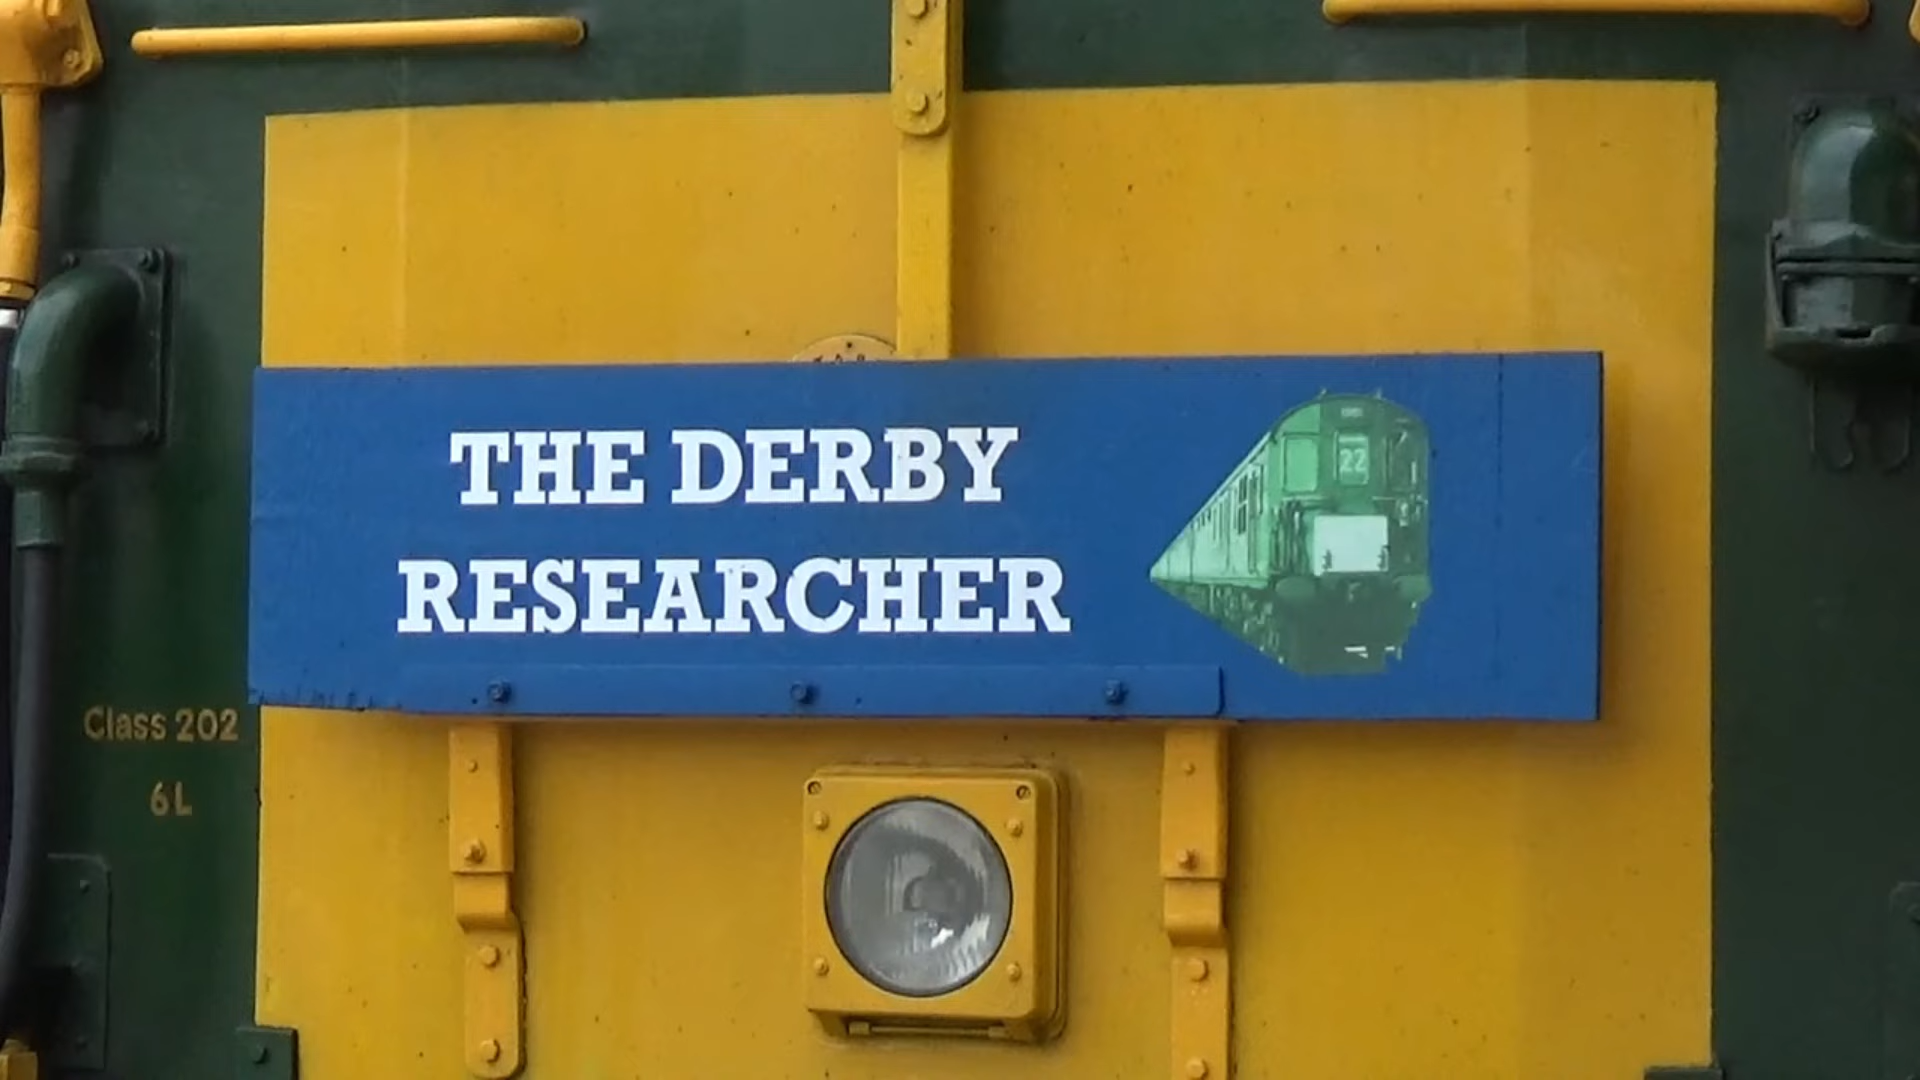 THE DERBY
RESEARCHER
22
Class 202
6L